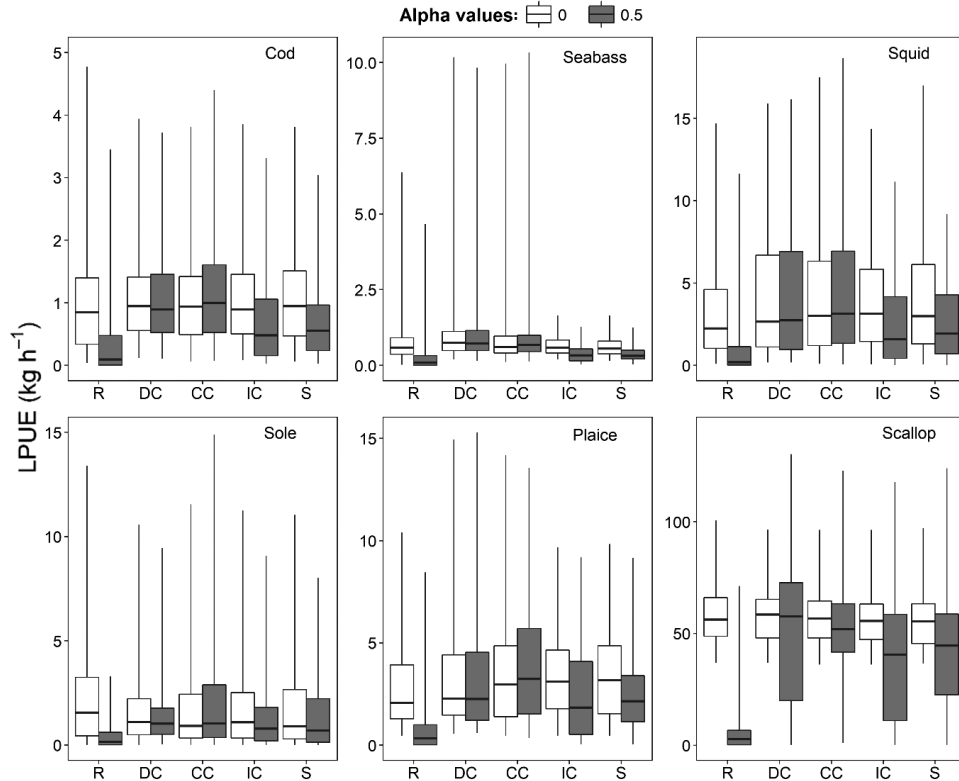 Alpha values: 0 0.5
Cod
5
4
3
2
1
0
R DC CC IC S
Seabass
10.0
7.5
5.0
2.5
0.0
R DC CC IC S
Squid
15
10
5
0
R DC CC IC S
LPUE (kg h⁻¹)
Sole
15
10
5
0
R DC CC IC S
Plaice
15
10
5
0
R DC CC IC S
Scallop
100
50
0
R DC CC IC S